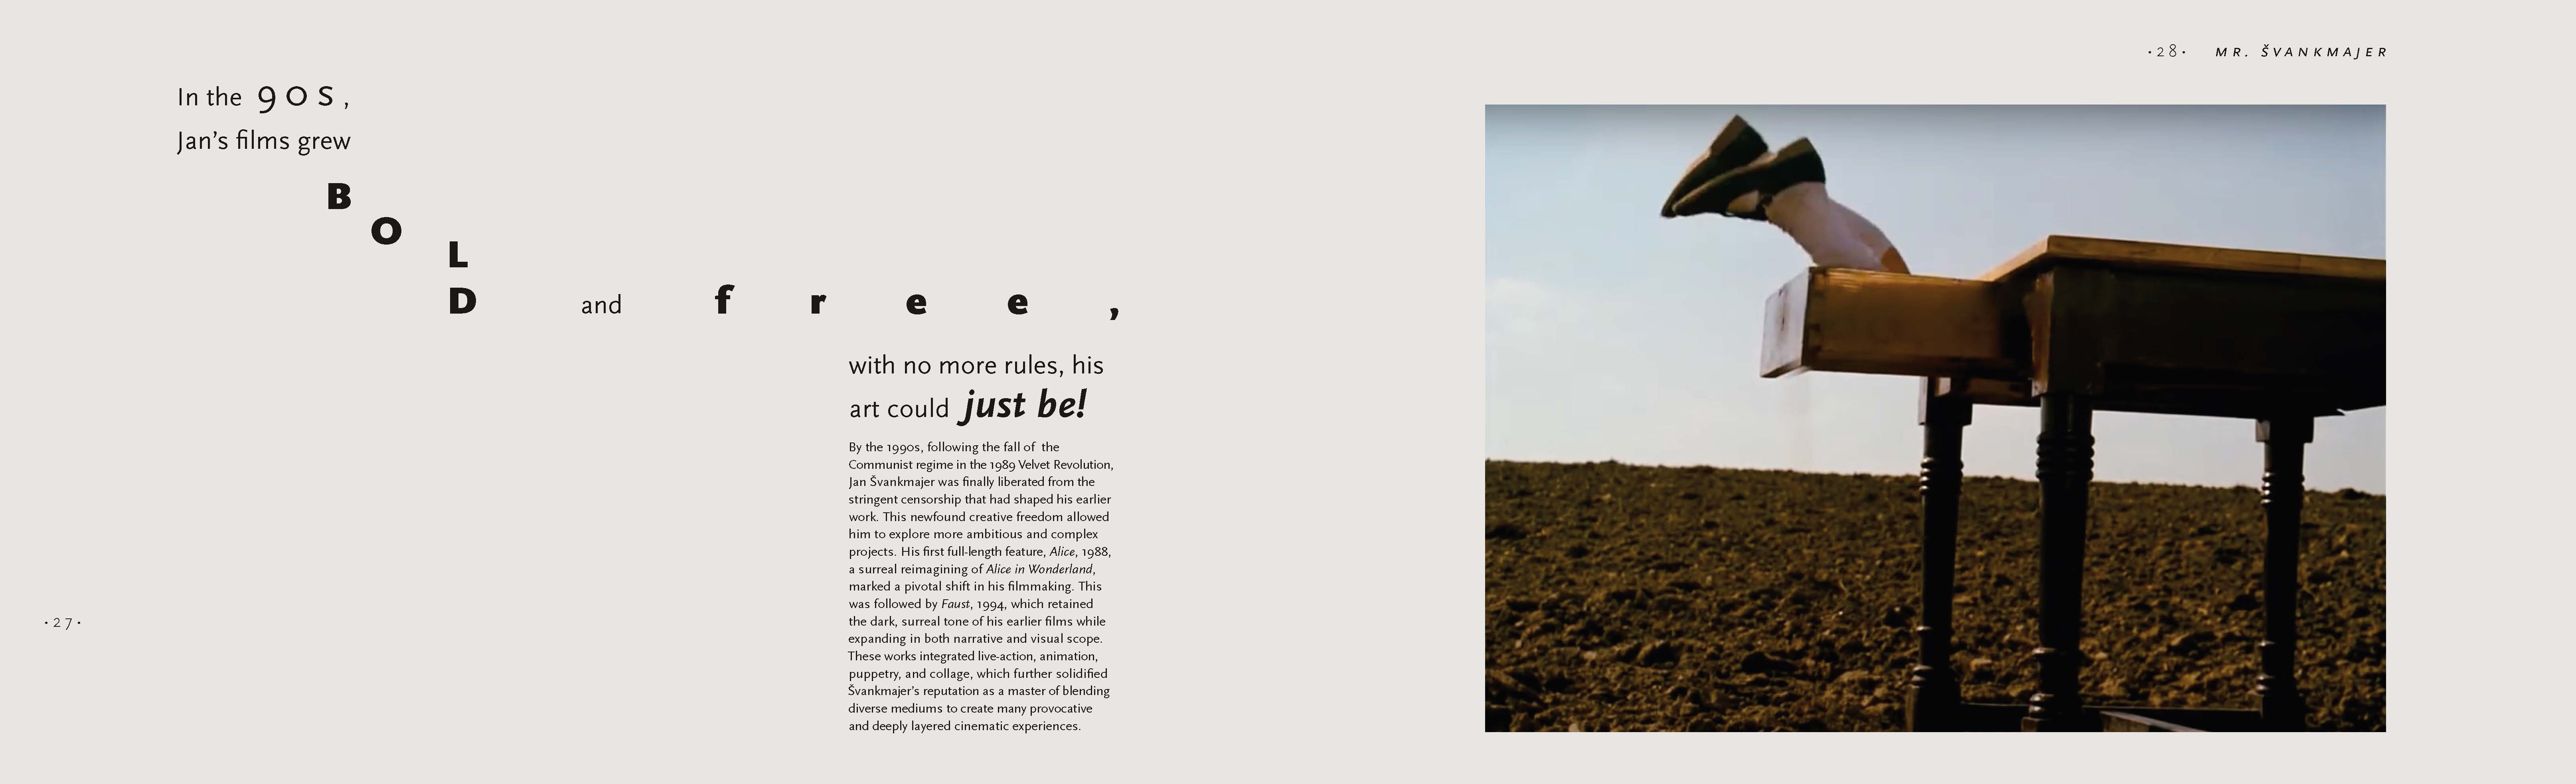 In the 90s,
Jan's films grew
B
O
L
D and free,
with no more rules, his
art could just be!
By the 1990s, following the fall of the
Communist regime in the 1989 Velvet Revolution,
Jan Švankmajer was finally liberated from the
stringent censorship that had shaped his earlier
work. This newfound creative freedom allowed
him to explore more ambitious and complex
projects. His first full-length feature, Alice, 1988,
a surreal reimagining of Alice in Wonderland,
marked a pivotal shift in his filmmaking. This
was followed by Faust, 1994, which retained
the dark, surreal tone of his earlier films while
expanding in both narrative and visual scope.
These works integrated live-action, animation,
puppetry, and collage, which further solidified
Švankmajer's reputation as a master of blending
diverse mediums to create many provocative
and deeply layered cinematic experiences.
·27·
·28· MR. ŠVANKMAJER